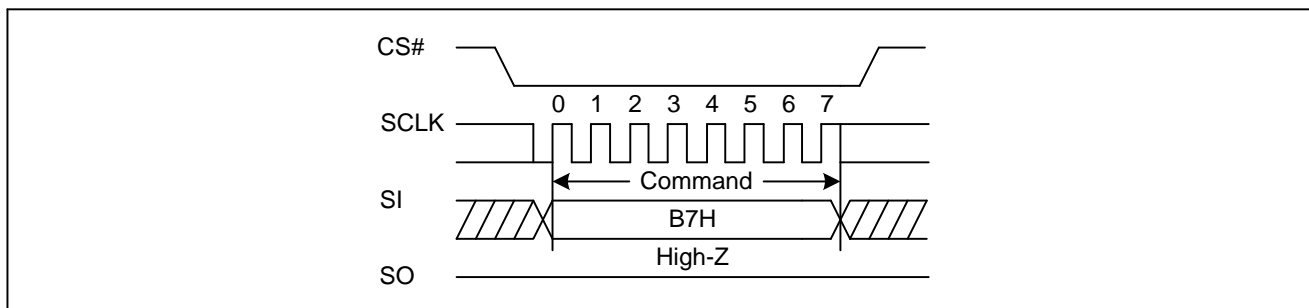 CS#
0 1 2 3 4 5 6 7
SCLK
Command
SI
B7H
High-Z
SO